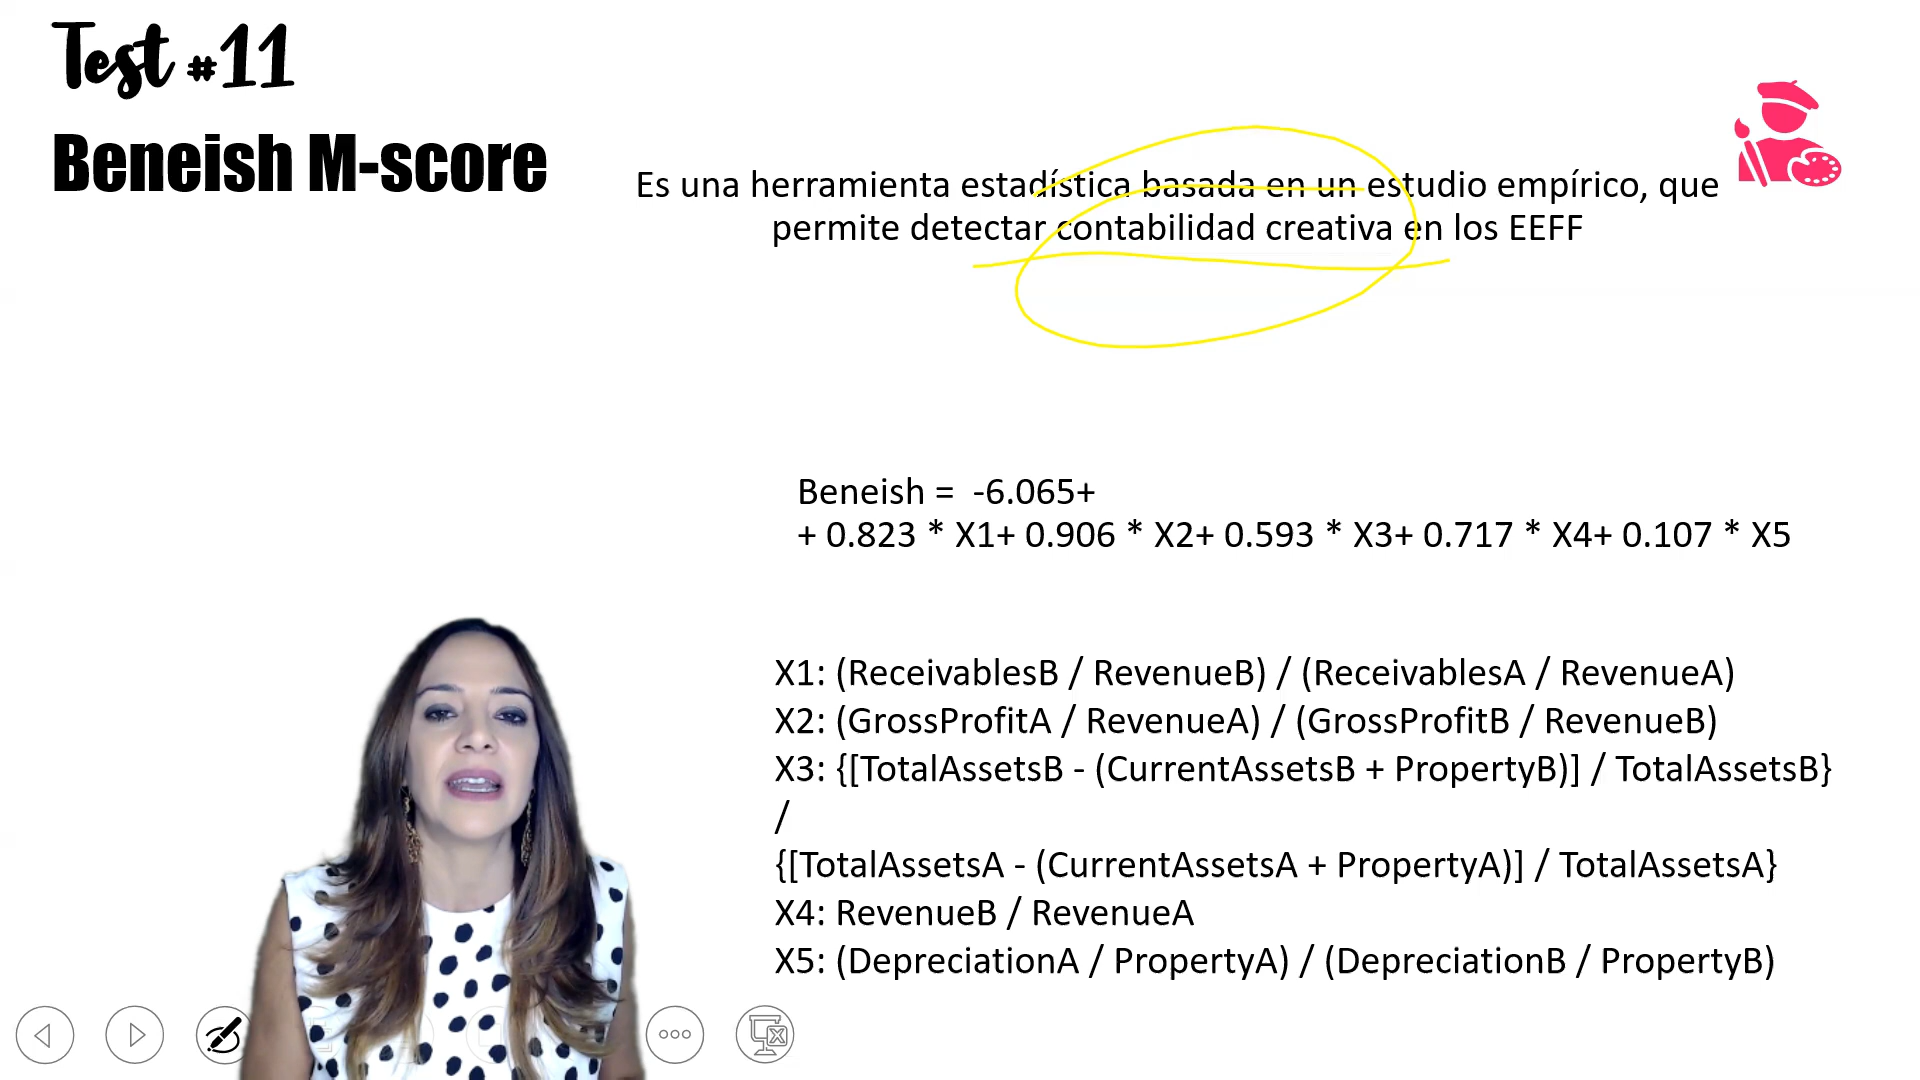 Test #11
Beneish M-score
Es una herramienta estadística basada en un estudio empírico, que
permite detectar contabilidad creativa en los EEFF
Beneish = -6.065+
+ 0.823 * X1+ 0.906 * X2+ 0.593 * X3+ 0.717 * X4+ 0.107 * X5
X1: (ReceivablesB / RevenueB) / (ReceivablesA / RevenueA)
X2: (GrossProfitA / RevenueA) / (GrossProfitB / RevenueB)
X3: {[TotalAssetsB - (CurrentAssetsB + PropertyB)] / TotalAssetsB}
/
{[TotalAssetsA - (CurrentAssetsA + PropertyA)] / TotalAssetsA}
X4: RevenueB / RevenueA
X5: (DepreciationA / PropertyA) / (DepreciationB / PropertyB)